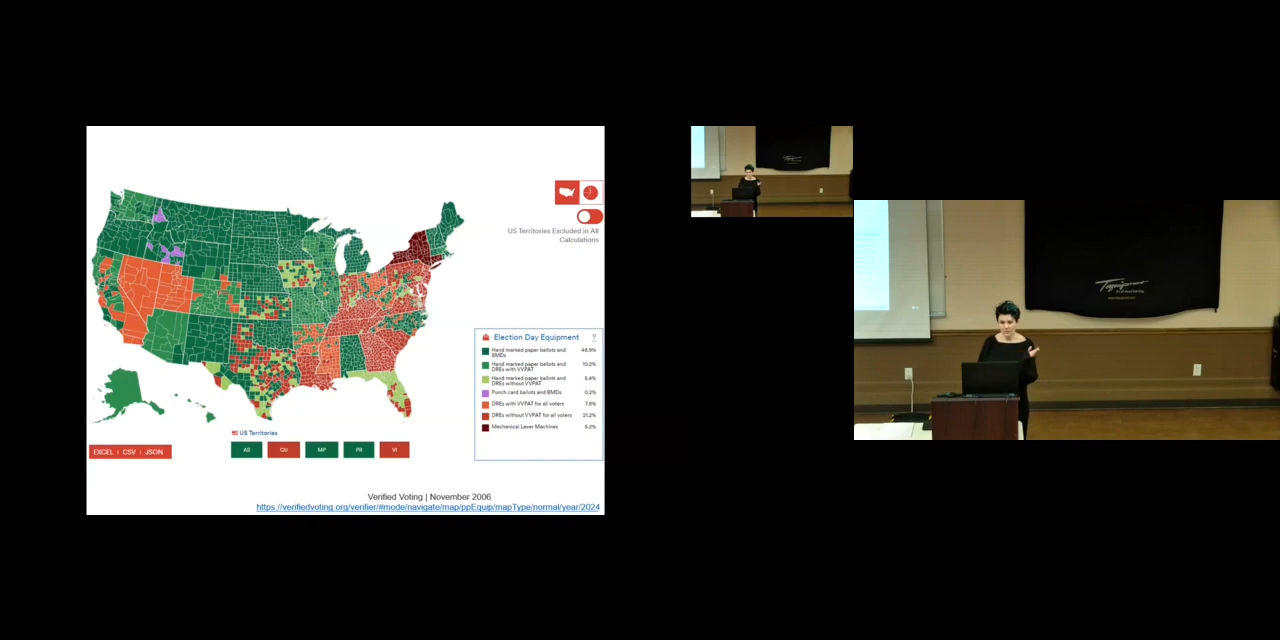 US Territories Excluded in All
Calculations
Election Day Equipment
?
Hand marked paper ballots and
BMDs
48.9%
Hand marked paper ballots and
DREs with VVPAT
10.2%
Hand marked paper ballots and
DREs without VVPAT
5.4%
Punch card ballots and BMDs
0.2%
DREs with VVPAT for all voters
7.8%
DREs without VVPAT for all voters
21.2%
Mechanical Lever Machines
5.2%
US Territories
AS
GU
MP
PR
VI
EXCEL | CSV | JSON
Verified Voting | November 2006
https://verifiedvoting.org/verifier/#mode/navigate/map/ppEquip/mapType/normal/year/2024